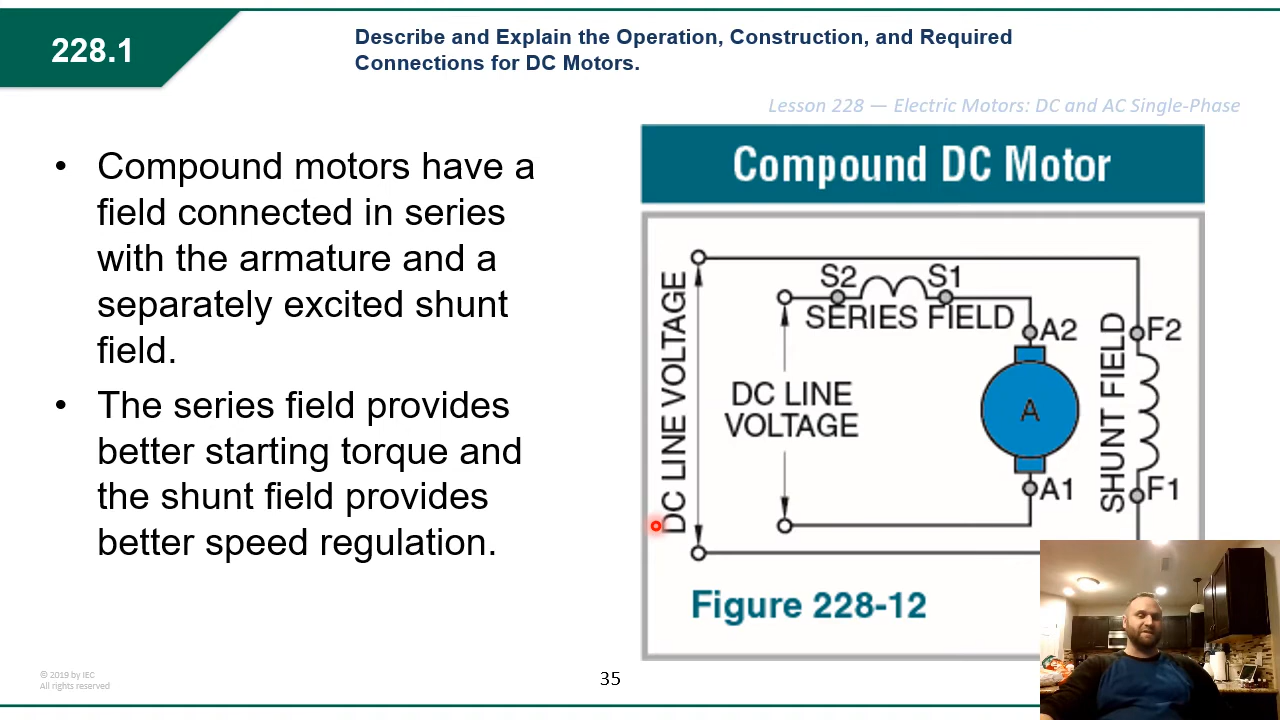 228.1
Describe and Explain the Operation, Construction, and Required
Connections for DC Motors.
Lesson 228 — Electric Motors: DC and AC Single-Phase
• Compound motors have a
field connected in series
with the armature and a
separately excited shunt
field.
• The series field provides
better starting torque and
the shunt field provides
better speed regulation.
Compound DC Motor
DC LINE VOLTAGE
S2 S1
SERIES FIELD
DC LINE
VOLTAGE
A2
A
A1
SHUNT FIELD
F2
F1
Figure 228-12
© 2019 by IEC
All rights reserved
35